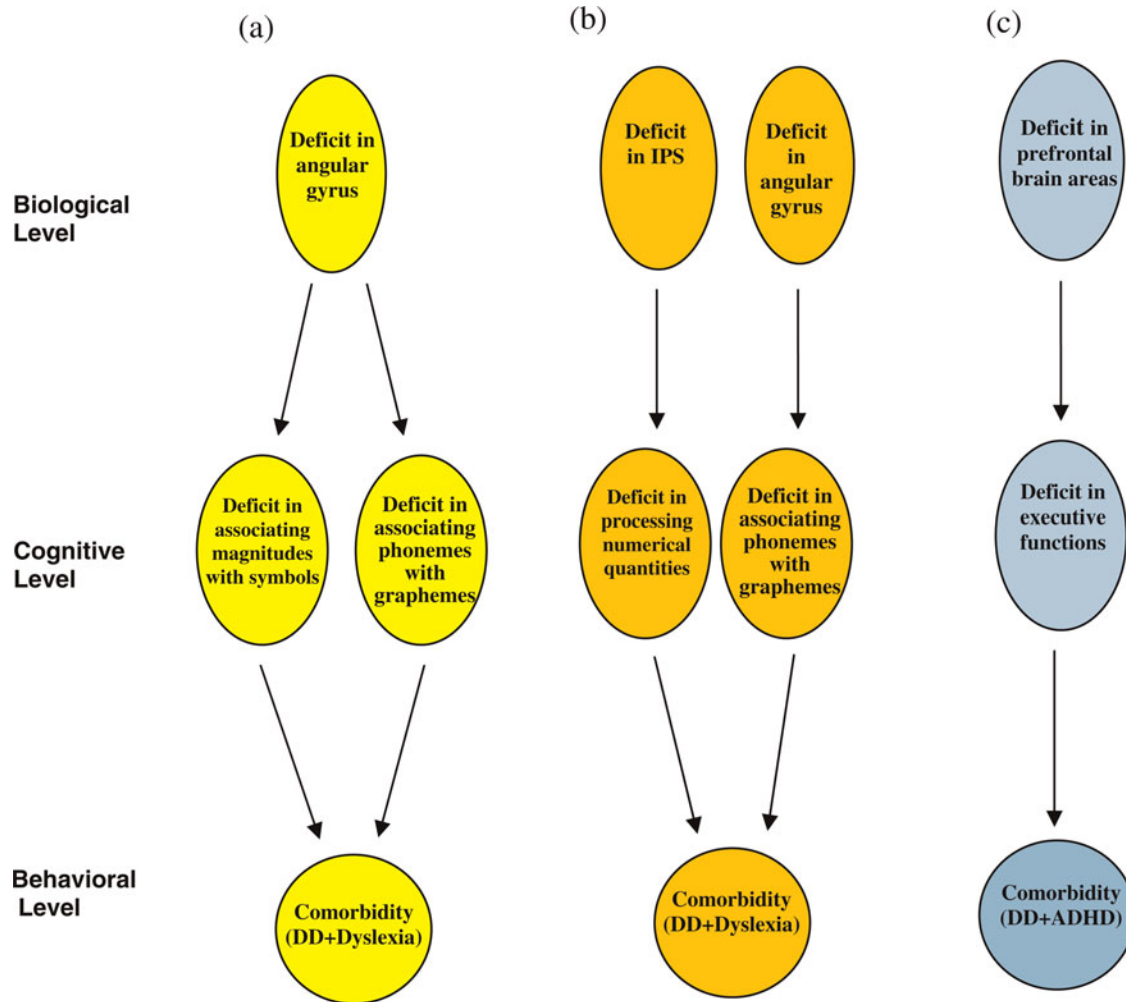 (a)
(b)
(c)
Biological
Level
Deficit in
angular
gyrus
Deficit
in IPS
Deficit
in
angular
gyrus
Deficit in
prefrontal
brain areas
Cognitive
Level
Deficit in
associating
magnitudes
with symbols
Deficit in
associating
phonemes
with
graphemes
Deficit in
processing
numerical
quantities
Deficit in
associating
phonemes
with
graphemes
Deficit in
executive
functions
Behavioral
Level
Comorbidity
(DD+Dyslexia)
Comorbidity
(DD+Dyslexia)
Comorbidity
(DD+ADHD)